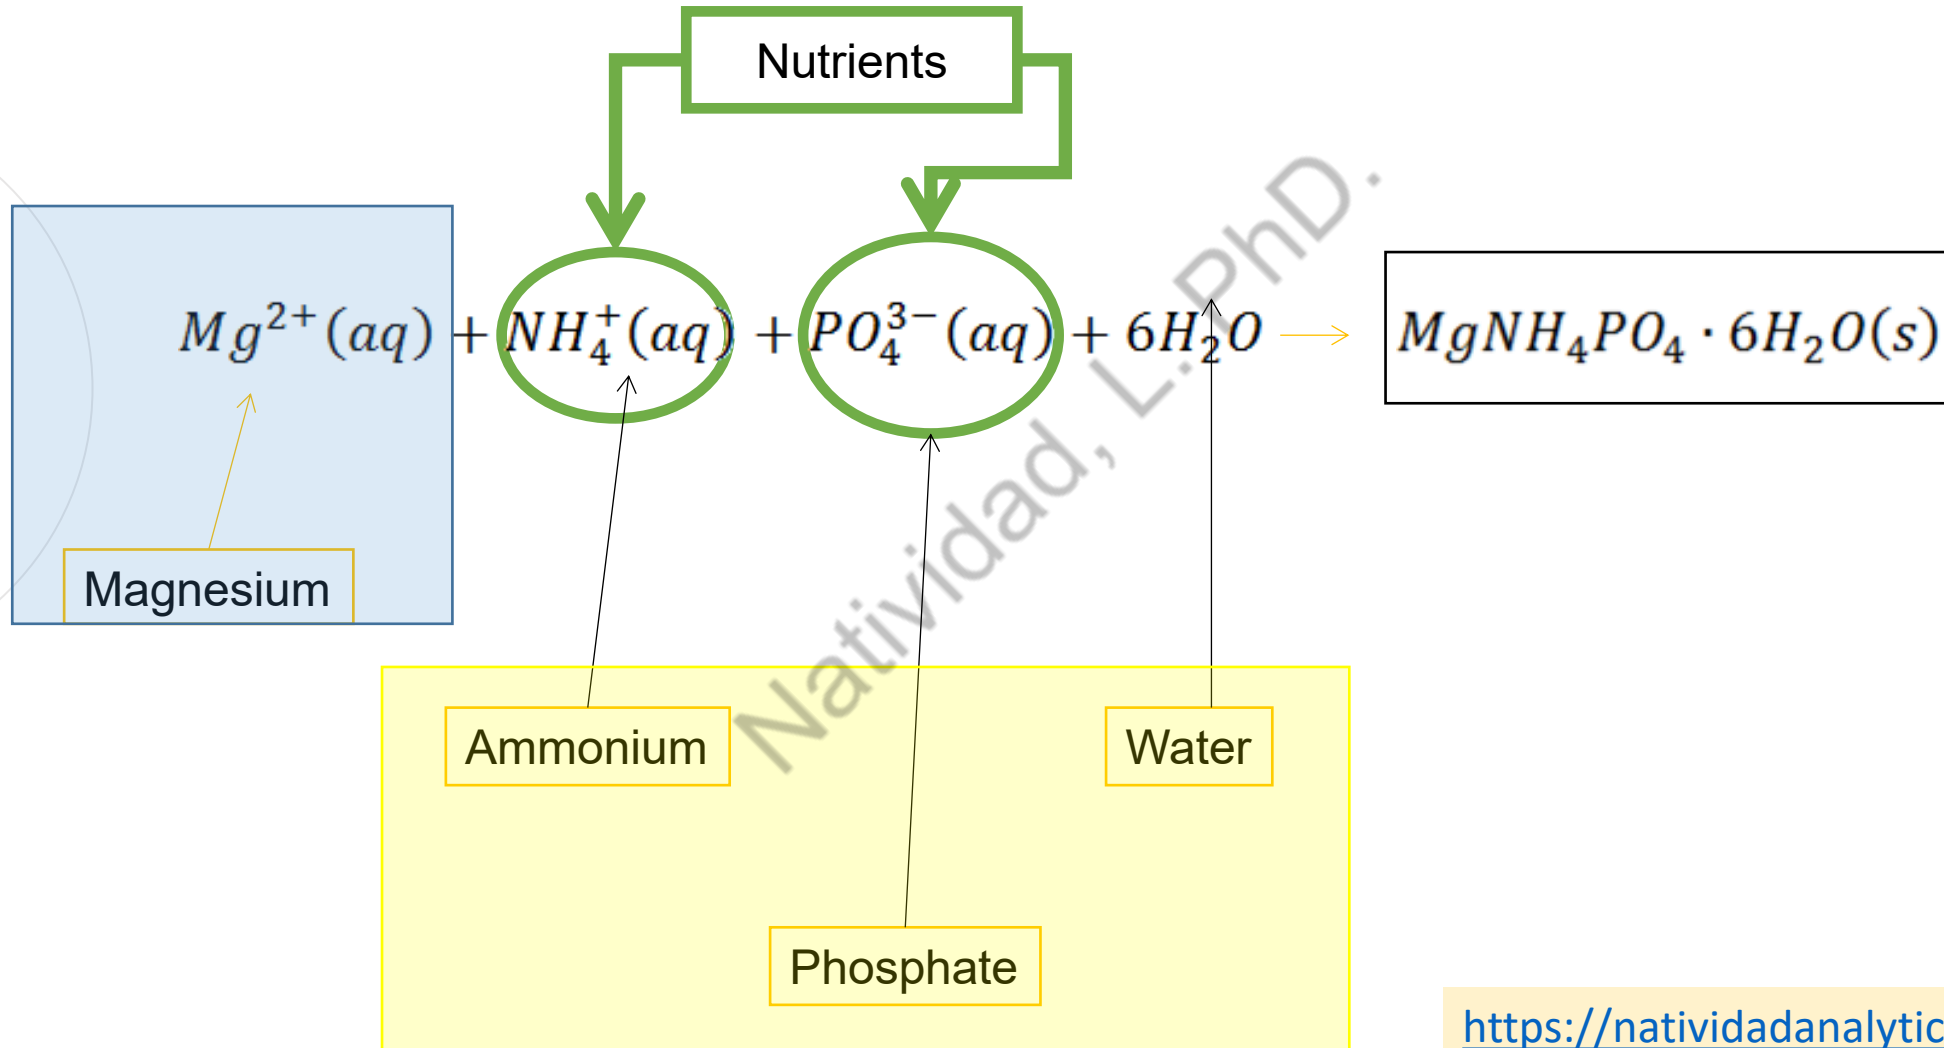 Nutrients
Mg²⁺(aq) + NH₄⁺(aq) + PO₄³⁻(aq) + 6H₂O → MgNH₄PO₄ · 6H₂O(s)
Magnesium
Ammonium
Water
Phosphate
Natividad, L. PhD.
https://natividadanalytic